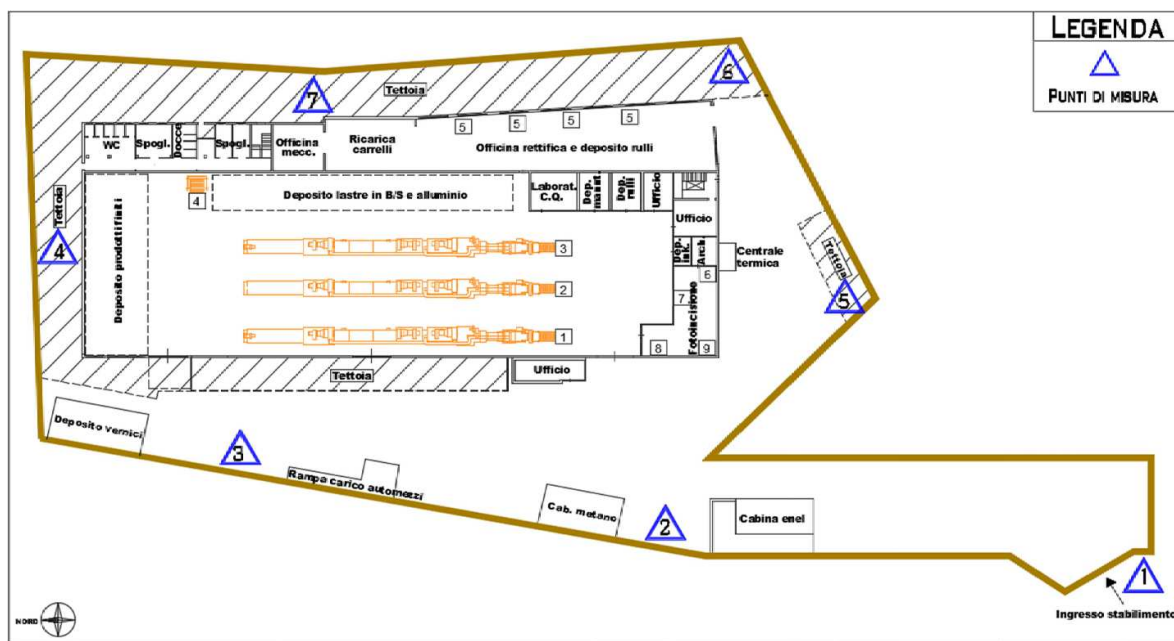 LEGENDA
PUNTI DI MISURA
6
7
Tettoia
5
5
5
5
WC
Spogl.
Docce
Spogl.
Officina
mecc.
Ricarica
carrelli
Officina rettifica e deposito rulli
4
Deposito lastre in B/S e alluminio
Laborat.
C.Q.
Dep.
manut.
Dep.
rulli
Ufficio
Ufficio
Tettoia
4
Deposito prodotti finiti
3
2
1
Dep.
ink.
Arch.
Centrale
termica
6
7
Fotoincisione
8
9
Tettoia
5
Tettoia
Ufficio
Deposito vernici
3
Rampa carico automezzi
Cab. metano
2
Cabina enel
1
Ingresso stabilimento
NORD